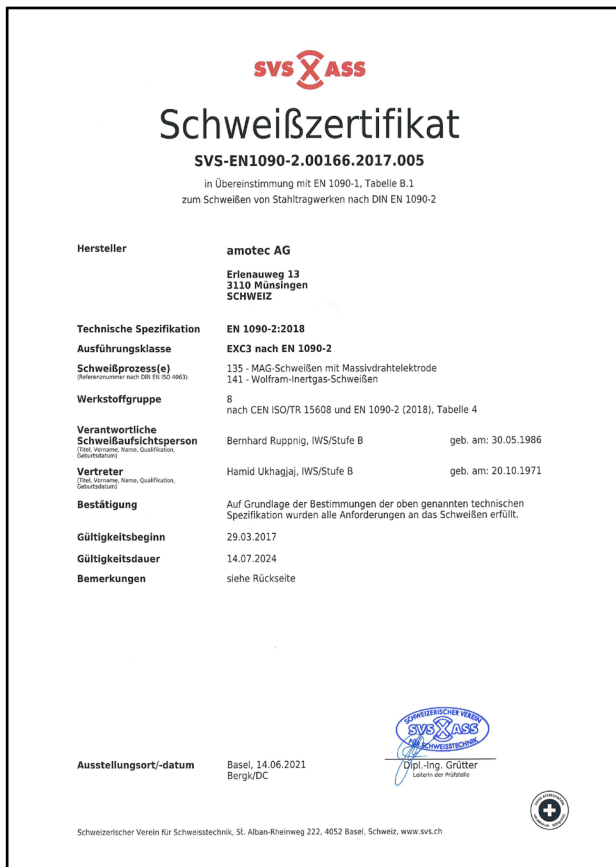 SVS ASS
Schweißzertifikat
SVS-EN1090-2.00166.2017.005
in Übereinstimmung mit EN 1090-1, Tabelle B.1
zum Schweißen von Stahltragwerken nach DIN EN 1090-2
Hersteller amotec AG
Erlenauweg 13
3110 Münsingen
SCHWEIZ
Technische Spezifikation EN 1090-2:2018
Ausführungsklasse EXC3 nach EN 1090-2
Schweißprozess(e) 135 - MAG-Schweißen mit Massivdrahtelektrode
(Referenznummer nach DIN EN ISO 4063) 141 - Wolfram-Inertgas-Schweißen
Werkstoffgruppe 8
nach CEN ISO/TR 15608 und EN 1090-2 (2018), Tabelle 4
Verantwortliche
Schweißaufsichtsperson Bernhard Ruppnig, IWS/Stufe B geb. am: 30.05.1986
(Titel, Vorname, Name, Qualifikation,
Geburtsdatum)
Vertreter Hamid Ukhagjaj, IWS/Stufe B geb. am: 20.10.1971
(Titel, Vorname, Name, Qualifikation,
Geburtsdatum)
Bestätigung Auf Grundlage der Bestimmungen der oben genannten technischen
Spezifikation wurden alle Anforderungen an das Schweißen erfüllt.
Gültigkeitsbeginn 29.03.2017
Gültigkeitsdauer 14.07.2024
Bemerkungen siehe Rückseite
SCHWEIZERISCHER VEREIN
SVS ASS
FÜR SCHWEISSTECHNIK
Ausstellungsort/-datum Basel, 14.06.2021 Dipl.-Ing. Grütter
Bergk/DC Leiterin der Prüfstelle
Schweizerischer Verein für Schweisstechnik, St. Alban-Rheinweg 222, 4052 Basel, Schweiz, www.svs.ch